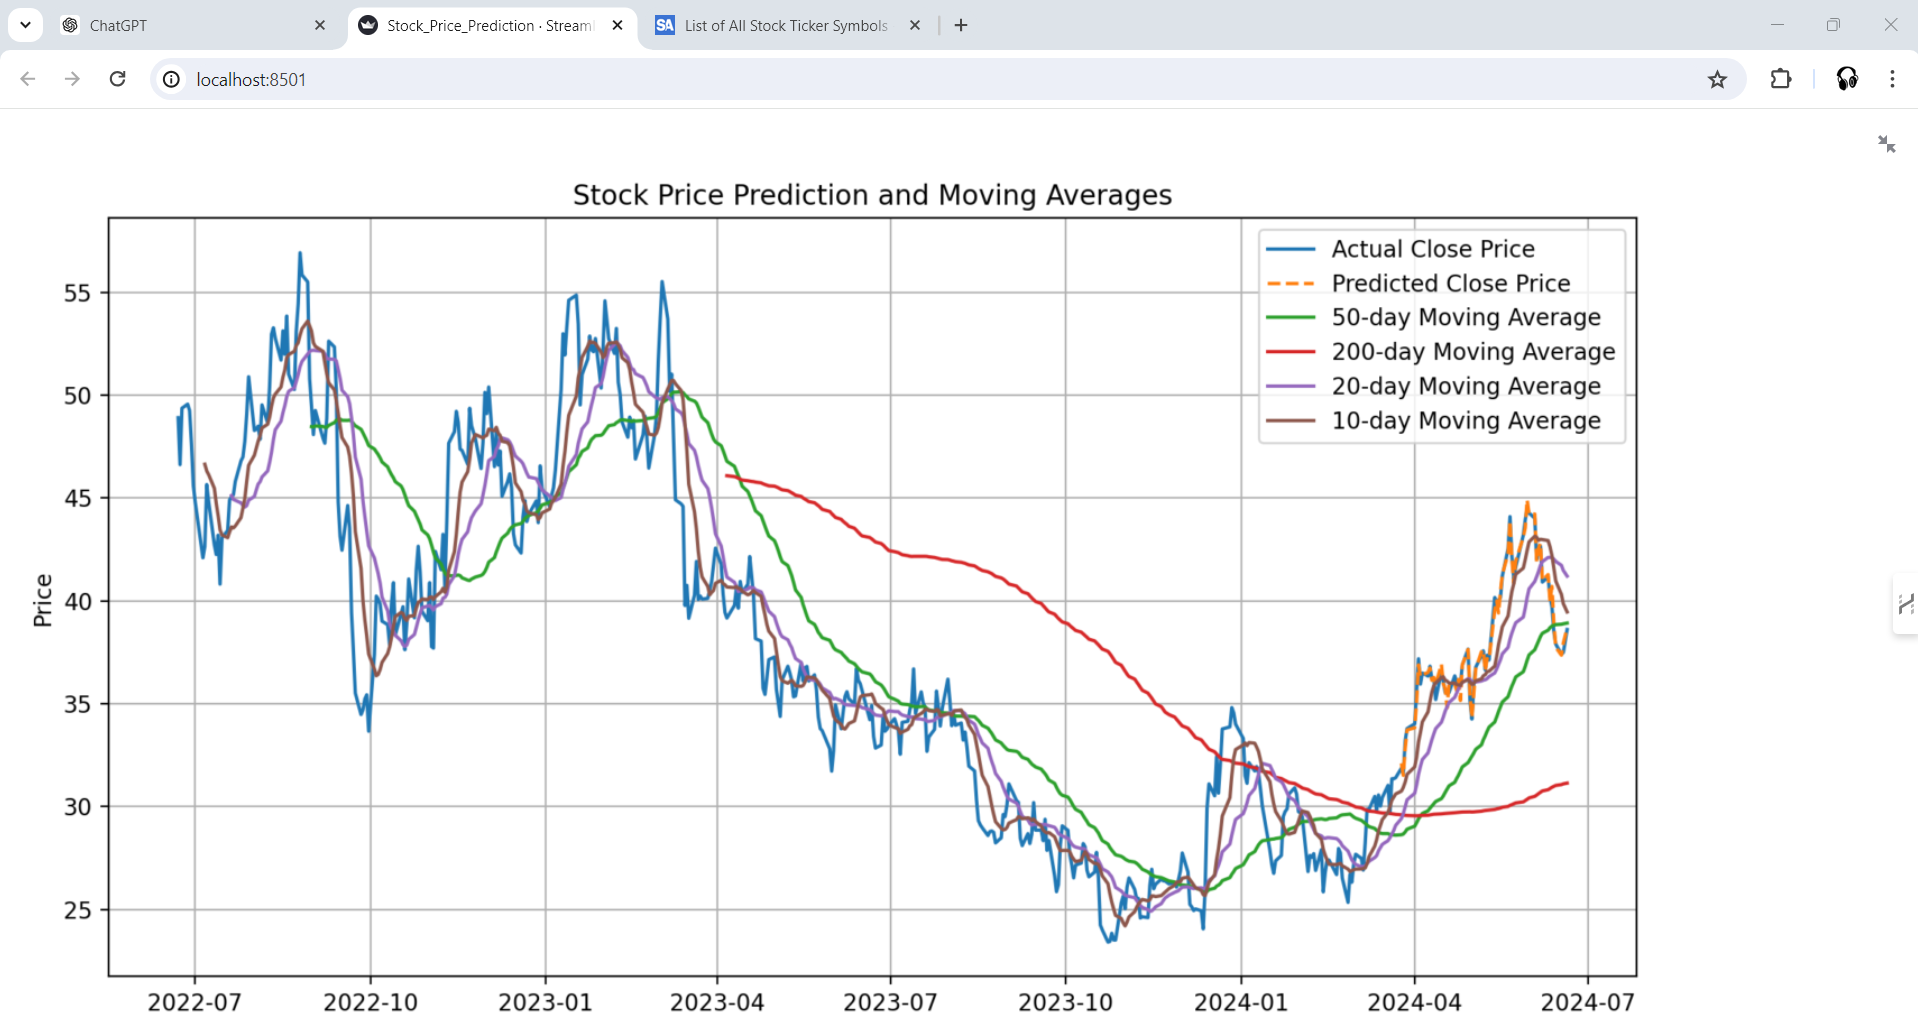 ChatGPT
Stock_Price_Prediction · Streaml
SA List of All Stock Ticker Symbols
localhost:8501
Stock Price Prediction and Moving Averages
Actual Close Price
Predicted Close Price
50-day Moving Average
200-day Moving Average
20-day Moving Average
10-day Moving Average
Price
55
50
45
40
35
30
25
2022-07 2022-10 2023-01 2023-04 2023-07 2023-10 2024-01 2024-04 2024-07